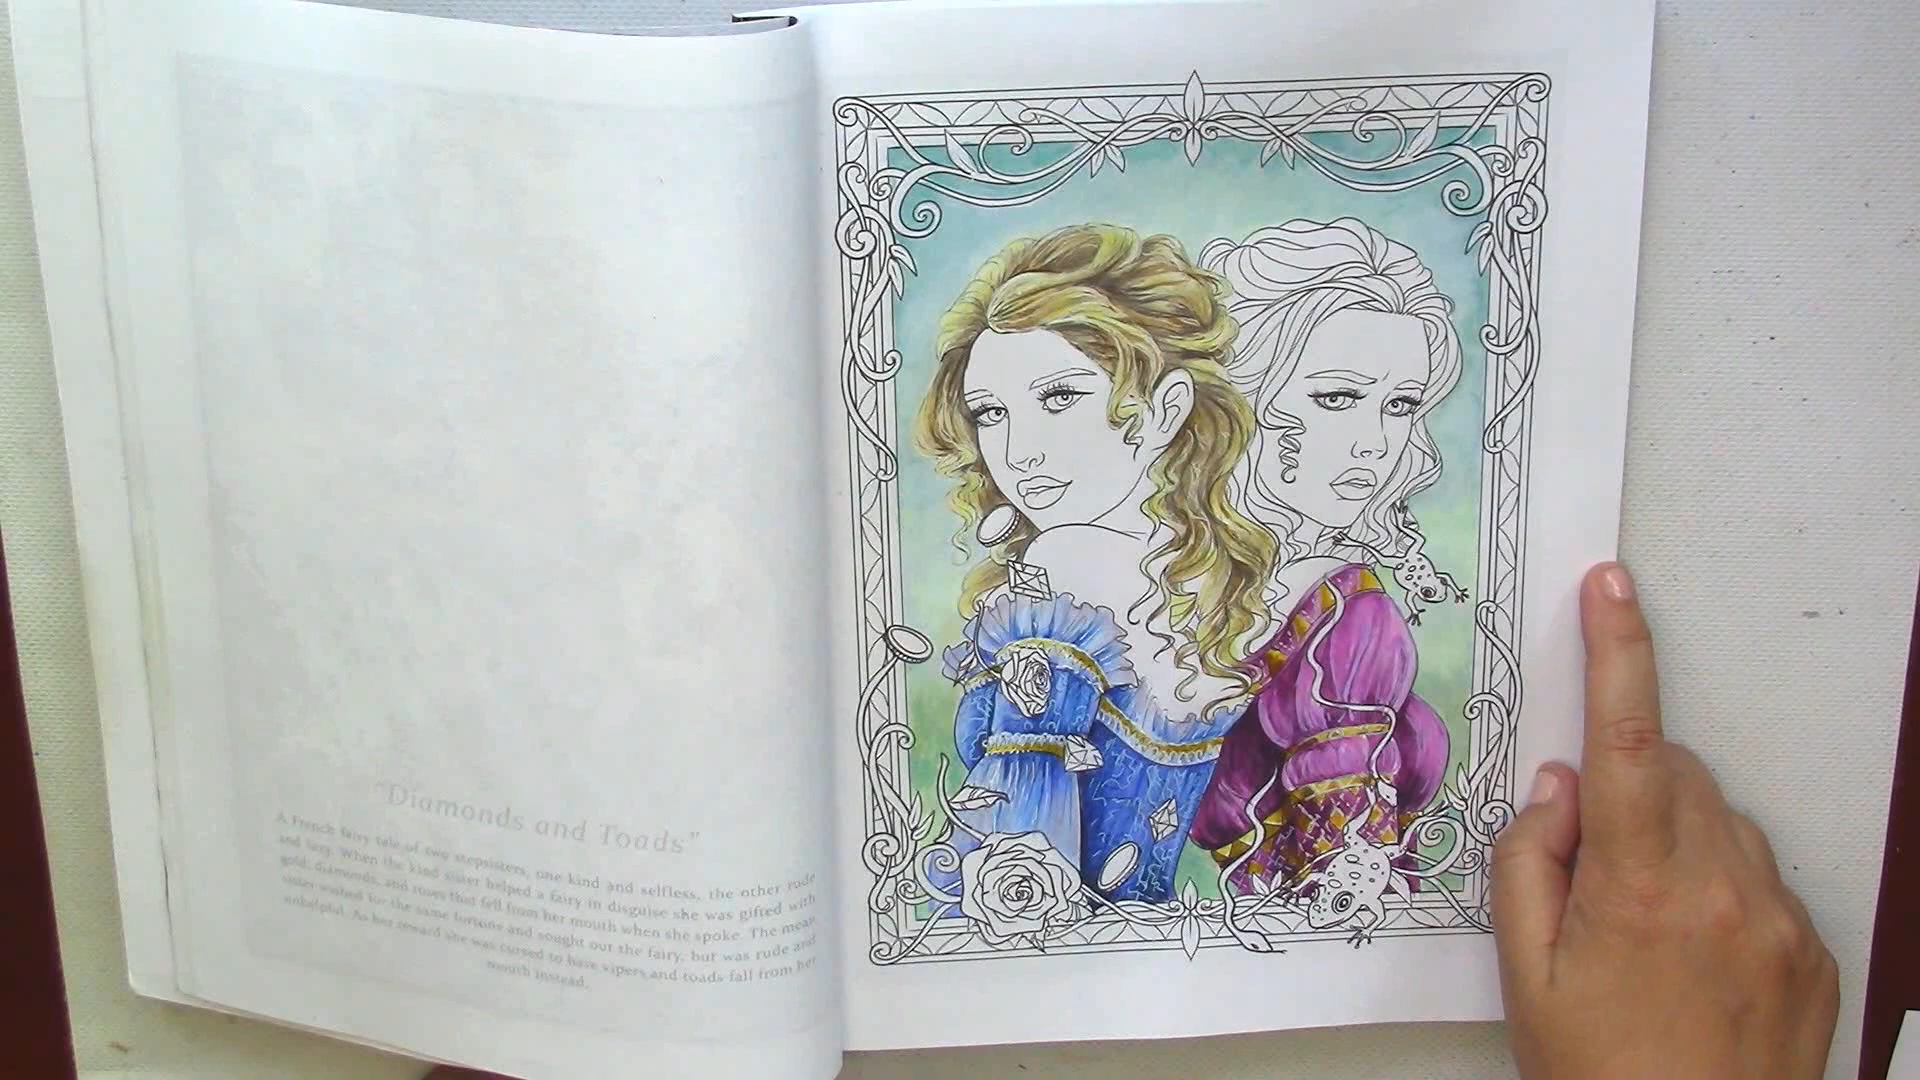 "Diamonds and Toads"
A French fairy tale of two stepsisters, one kind and selfless, the other rude
and lazy. When the kind sister helped a fairy in disguise she was gifted with
gold, diamonds, and roses that fell from her mouth when she spoke. The mean
sister wished for the same fortune and sought out the fairy, but was rude and
unhelpful. As her reward she was cursed to have vipers and toads fall from her
mouth instead.